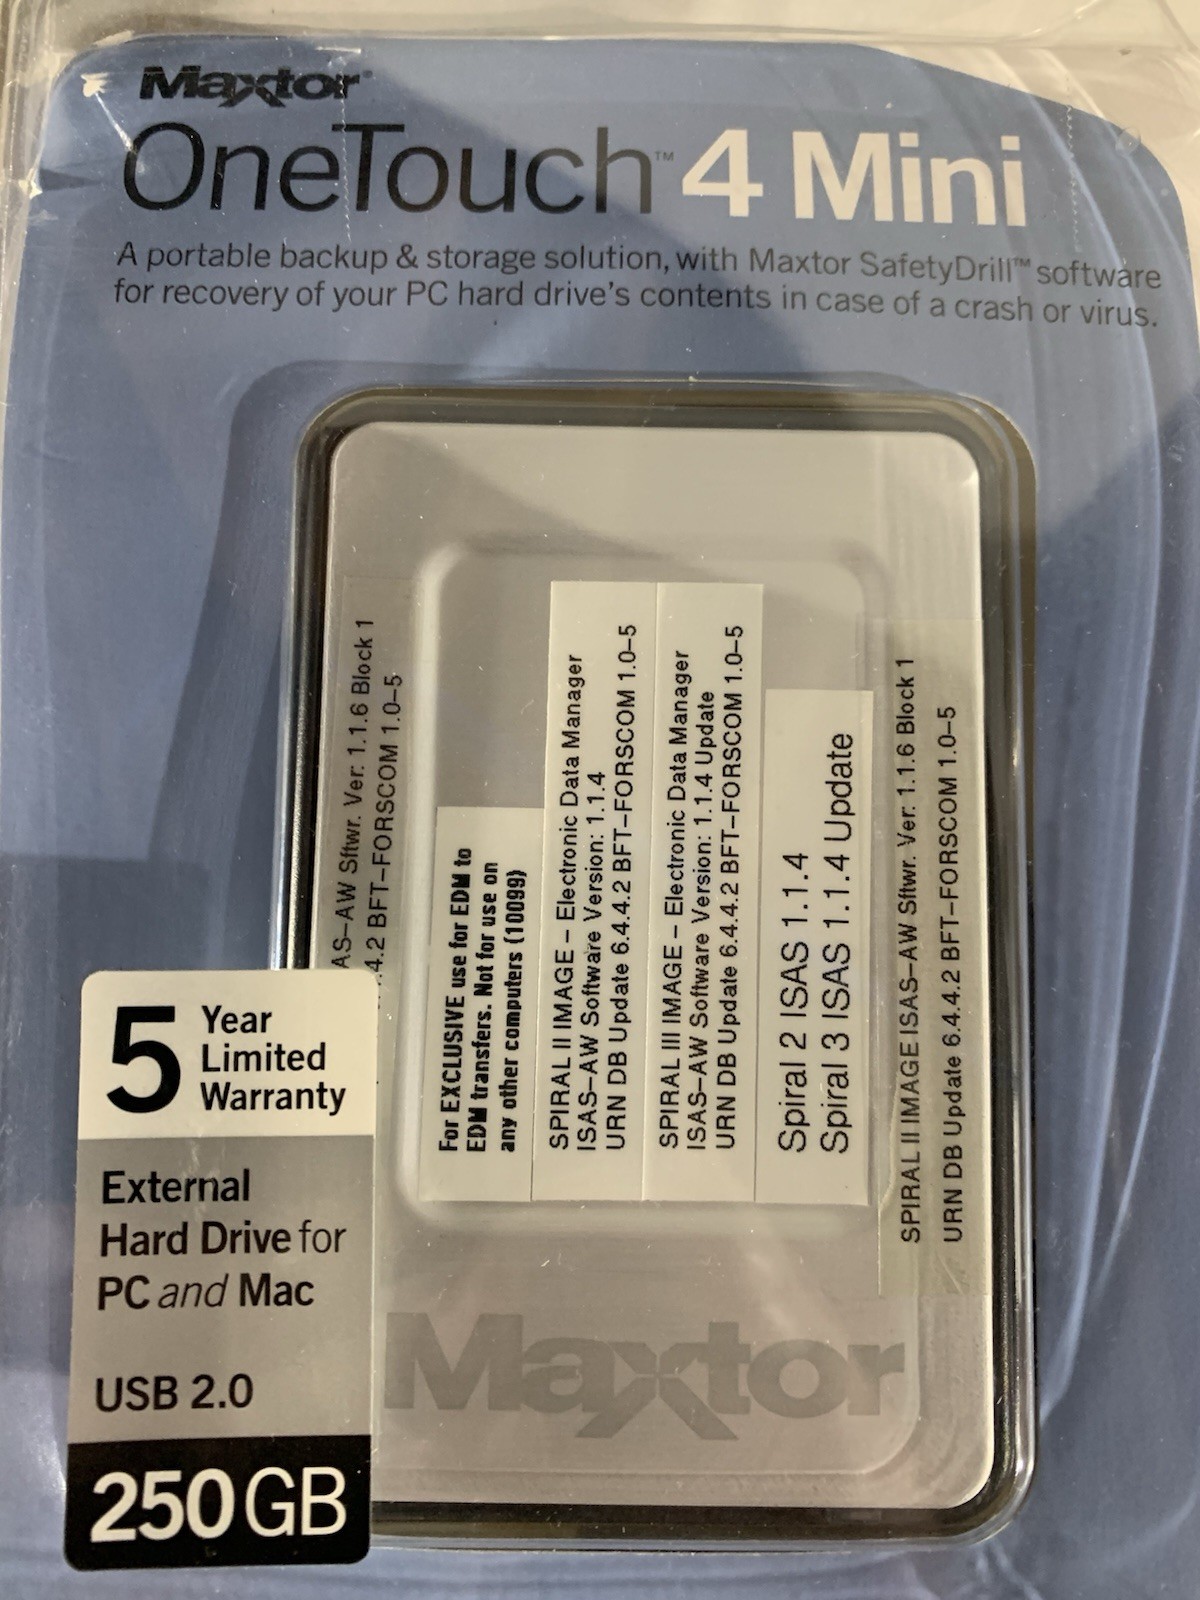 Maxtor
OneTouch™ 4 Mini
A portable backup & storage solution, with Maxtor SafetyDrill™ software
for recovery of your PC hard drive's contents in case of a crash or virus.
AS-AW Sftwr. Ver: 1.1.6 Block 1
4.2 BFT-FORSCOM 1.0-5
For EXCLUSIVE use for EDM to
EDM transfers. Not for use on
any other computers (10099)
SPIRAL II IMAGE - Electronic Data Manager
ISAS-AW Software Version: 1.1.4
URN DB Update 6.4.4.2 BFT-FORSCOM 1.0-5
SPIRAL III IMAGE - Electronic Data Manager
ISAS-AW Software Version: 1.1.4 Update
URN DB Update 6.4.4.2 BFT-FORSCOM 1.0-5
Spiral 2 ISAS 1.1.4
Spiral 3 ISAS 1.1.4 Update
SPIRAL II IMAGE ISAS-AW Sftwr. Ver: 1.1.6 Block 1
URN DB Update 6.4.4.2 BFT-FORSCOM 1.0-5
Maxtor
5 Year
Limited
Warranty
External
Hard Drive for
PC and Mac
USB 2.0
250GB